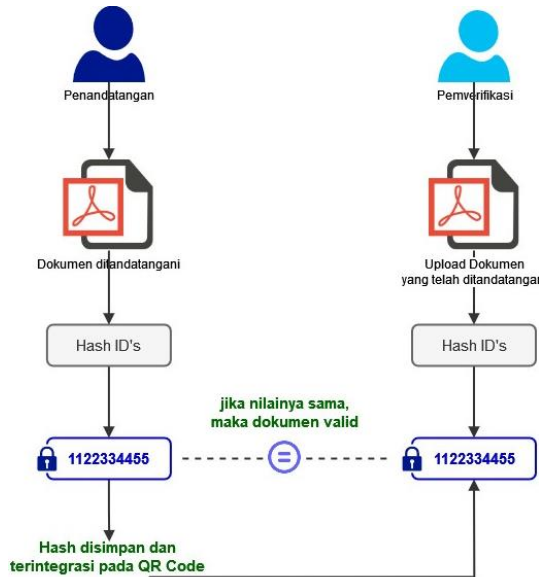 Penandatangan
Pemverifikasi
Dokumen ditandatangani
Upload Dokumen
yang telah ditandatangan
Hash ID's
Hash ID's
jika nilainya sama,
maka dokumen valid
1122334455
1122334455
Hash disimpan dan
terintegrasi pada QR Code